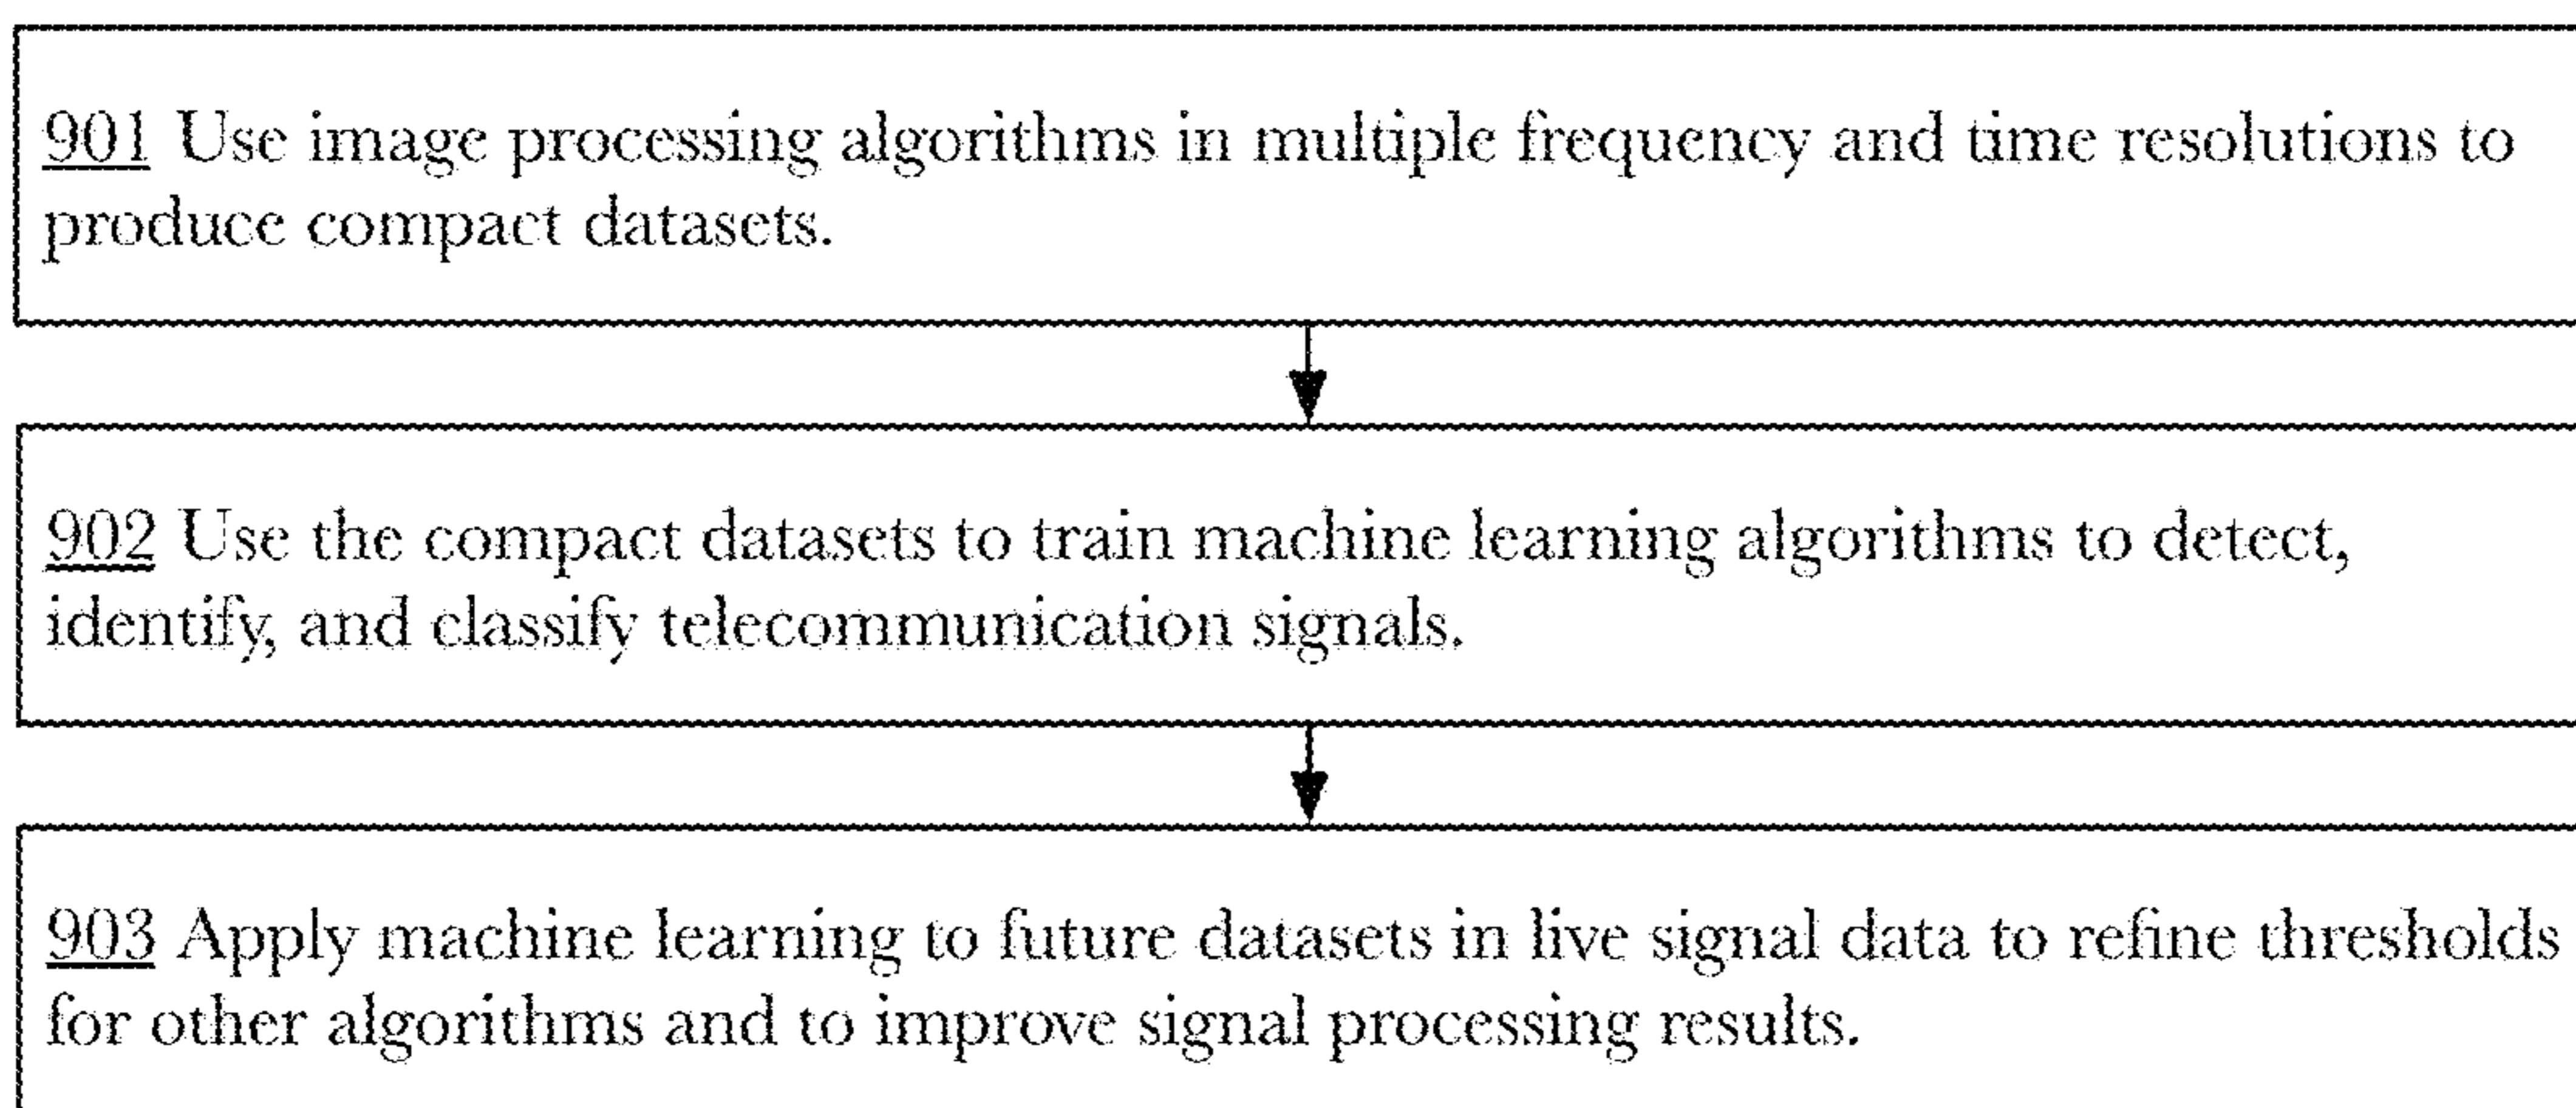 901 Use image processing algorithms in multiple frequency and time resolutions to
produce compact datasets.
902 Use the compact datasets to train machine learning algorithms to detect,
identify, and classify telecommunication signals.
903 Apply machine learning to future datasets in live signal data to refine thresholds
for other algorithms and to improve signal processing results.